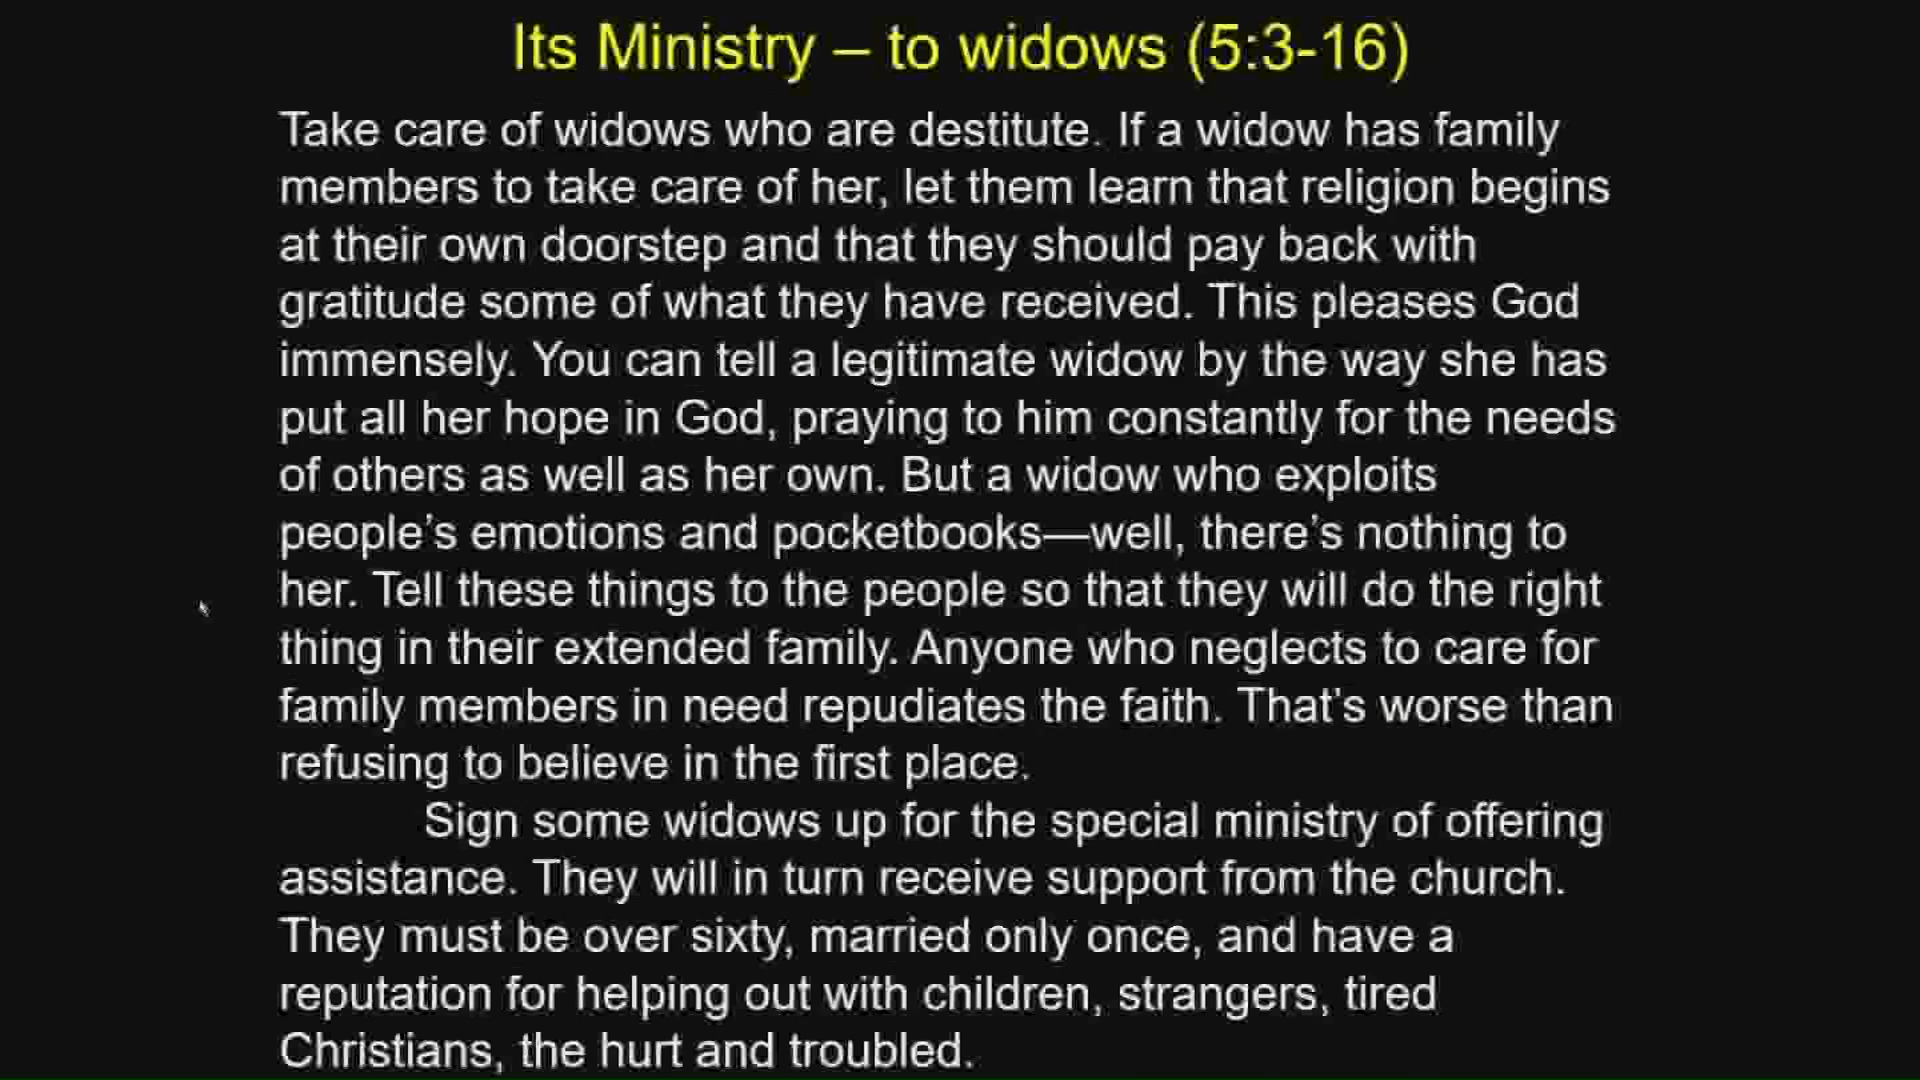 Its Ministry – to widows (5:3-16)
Take care of widows who are destitute. If a widow has family
members to take care of her, let them learn that religion begins
at their own doorstep and that they should pay back with
gratitude some of what they have received. This pleases God
immensely. You can tell a legitimate widow by the way she has
put all her hope in God, praying to him constantly for the needs
of others as well as her own. But a widow who exploits
people’s emotions and pocketbooks—well, there’s nothing to
her. Tell these things to the people so that they will do the right
thing in their extended family. Anyone who neglects to care for
family members in need repudiates the faith. That’s worse than
refusing to believe in the first place.
Sign some widows up for the special ministry of offering
assistance. They will in turn receive support from the church.
They must be over sixty, married only once, and have a
reputation for helping out with children, strangers, tired
Christians, the hurt and troubled.